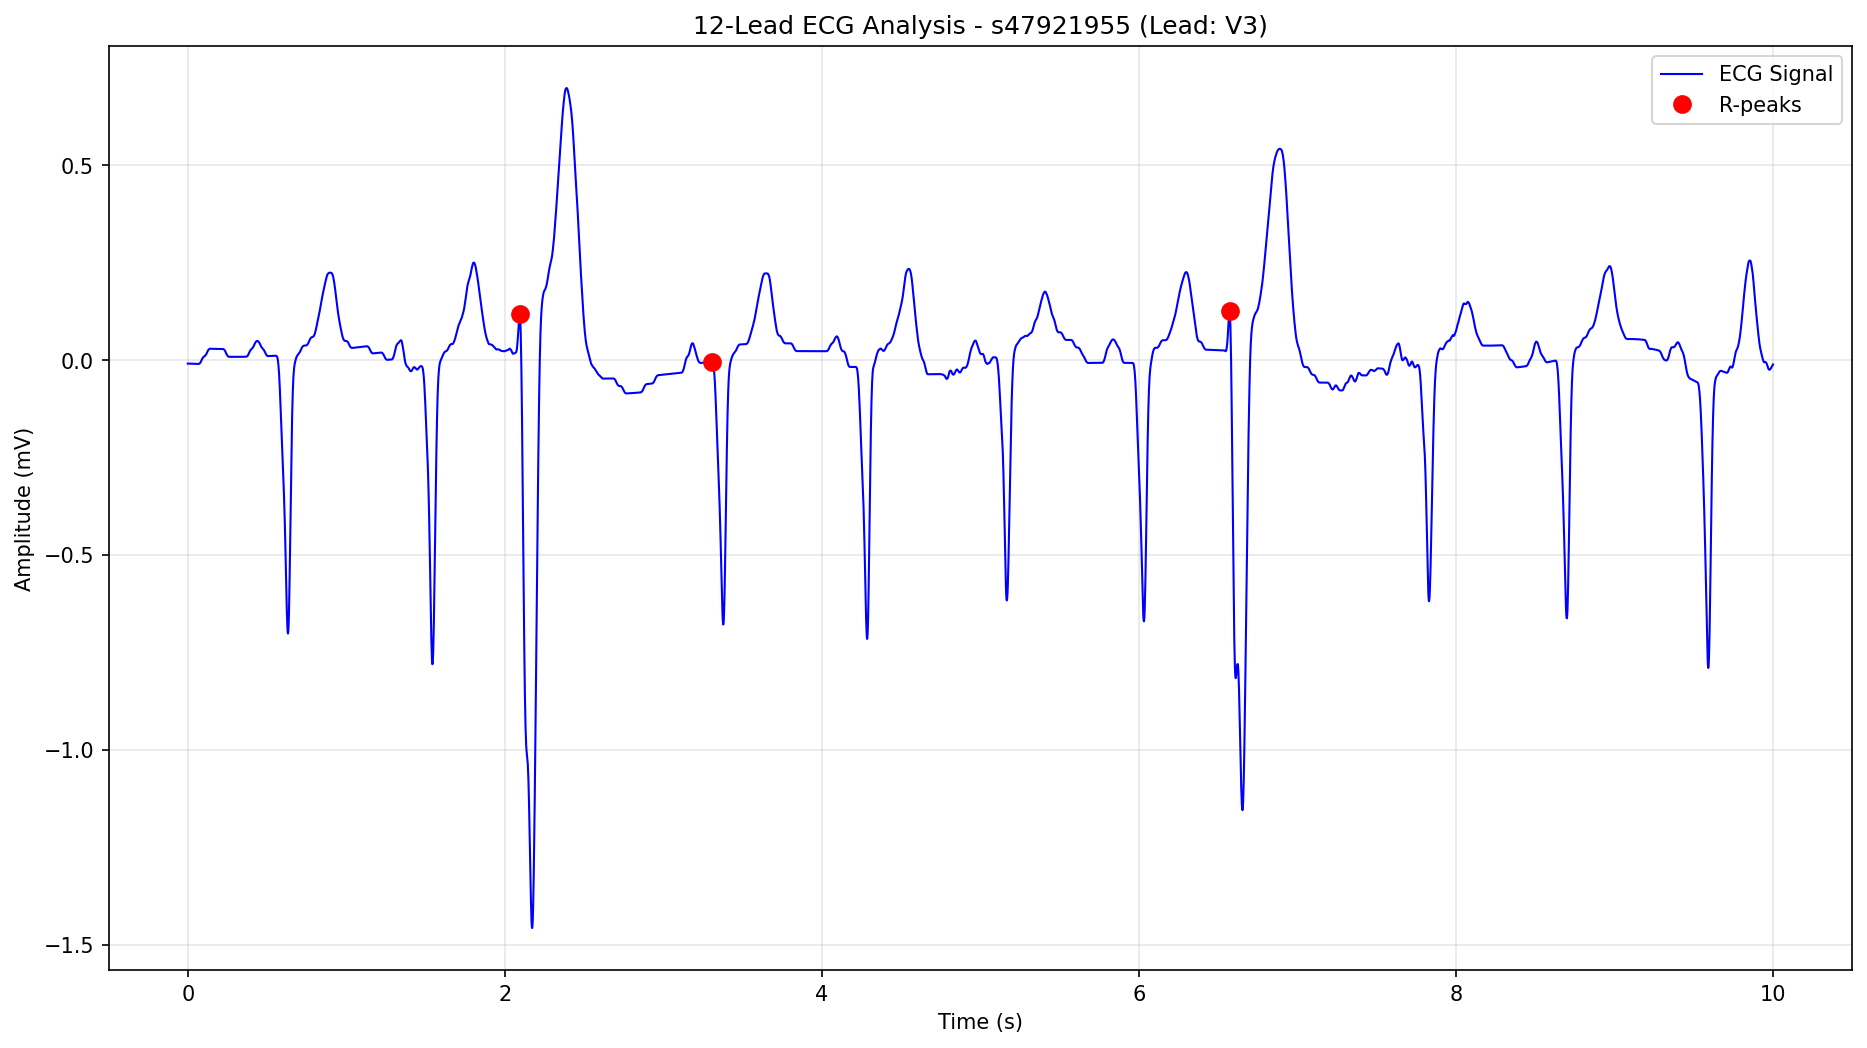 12-Lead ECG Analysis - s47921955 (Lead: V3)
ECG Signal
R-peaks
Amplitude (mV)
0.5
0.0
−0.5
−1.0
−1.5
0 2 4 6 8 10
Time (s)